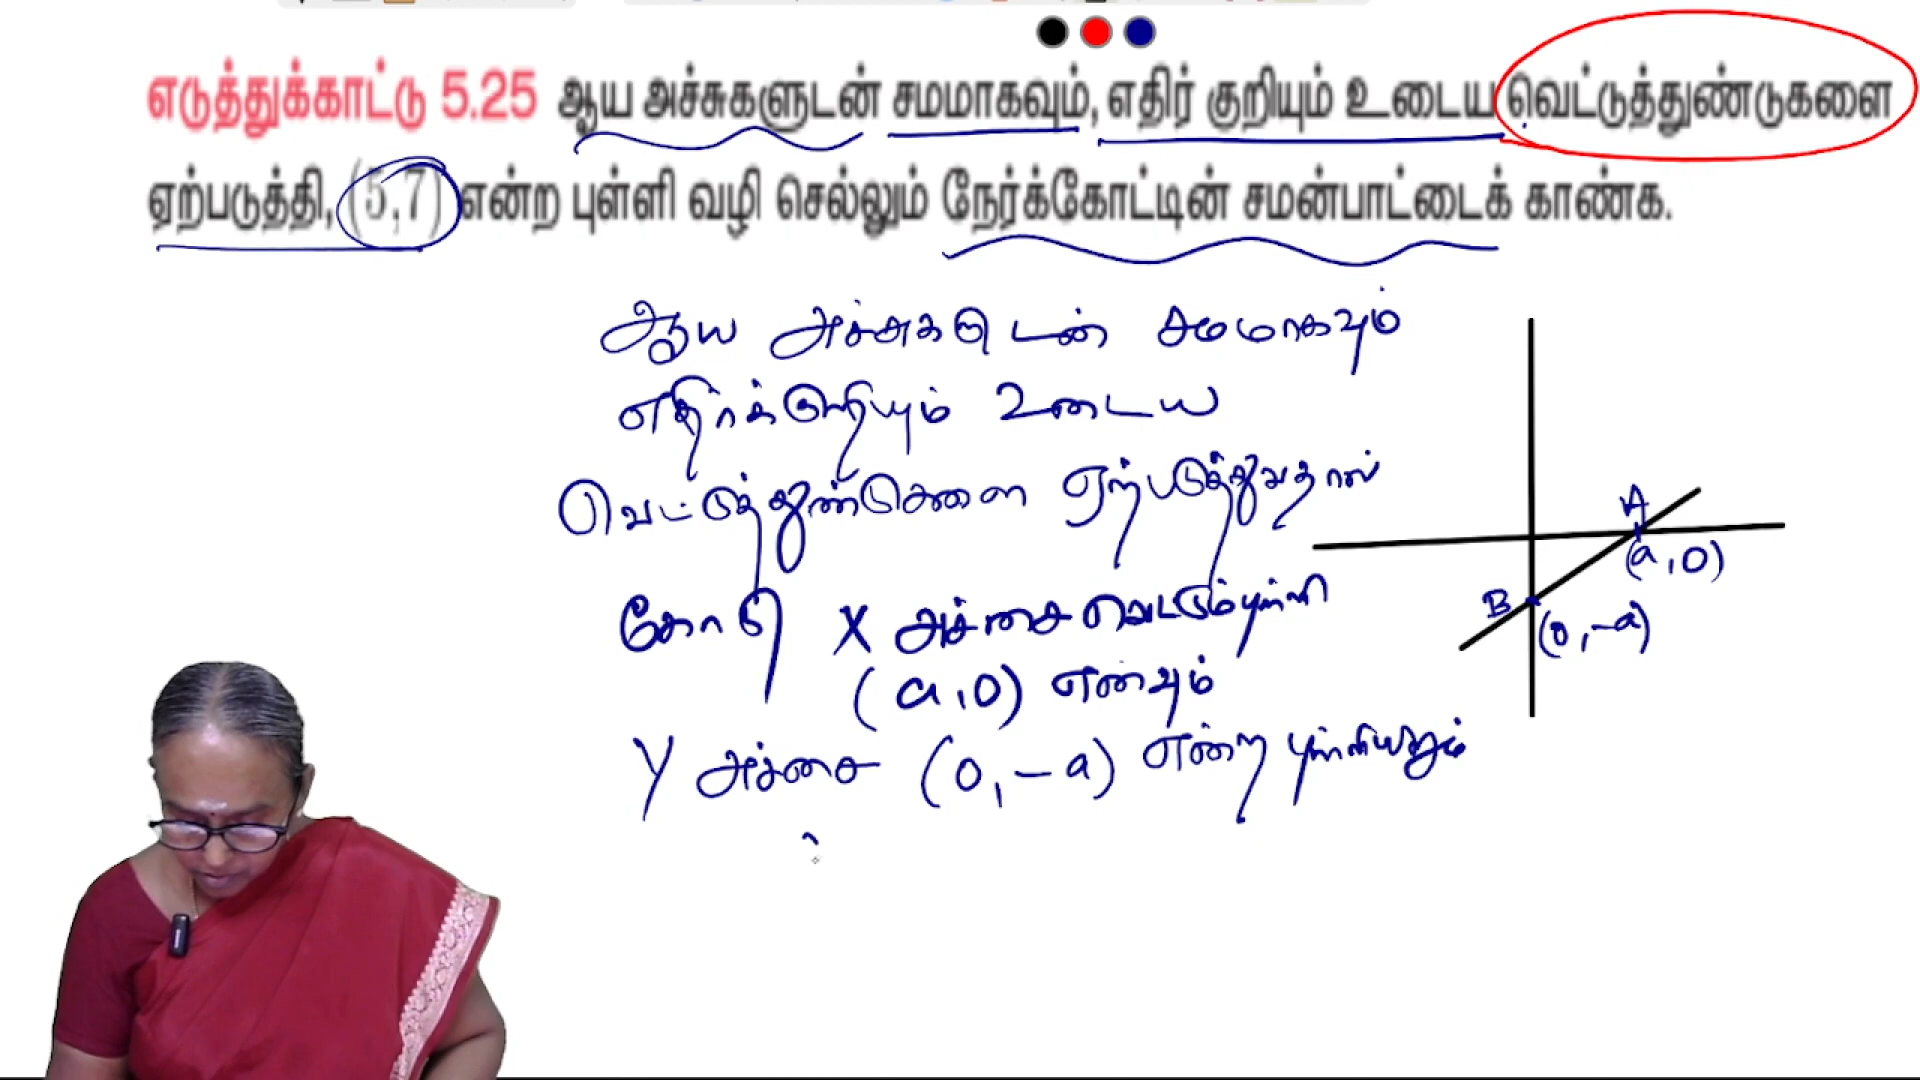 எடுத்துக்காட்டு 5.25 ஆய அச்சுகளுடன் சமமாகவும், எதிர் குறியும் உடைய வெட்டுத்துண்டுகளை
ஏற்படுத்தி, (5,7) என்ற புள்ளி வழி செல்லும் நேர்க்கோட்டின் சமன்பாட்டைக் காண்க.
ஆய அச்சுகளுடன் சமமாகவும்
எதிர்க்குறியும் உடைய
வெட்டுத்துண்டுகளை ஏற்படுத்துவதால்
கோடு X அச்சை வெட்டும் புள்ளி
(a,0) எனவும்
Y அச்சை (0,-a) என்ற புள்ளியிலும்
A
(a,0)
B
(0,-a)